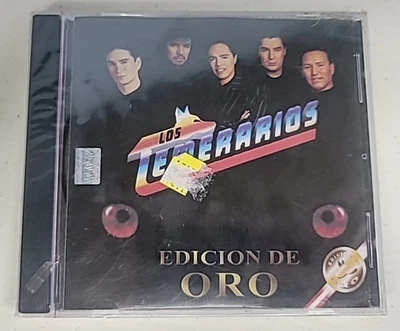 LOS
TEMERARIOS
EDICION DE
ORO